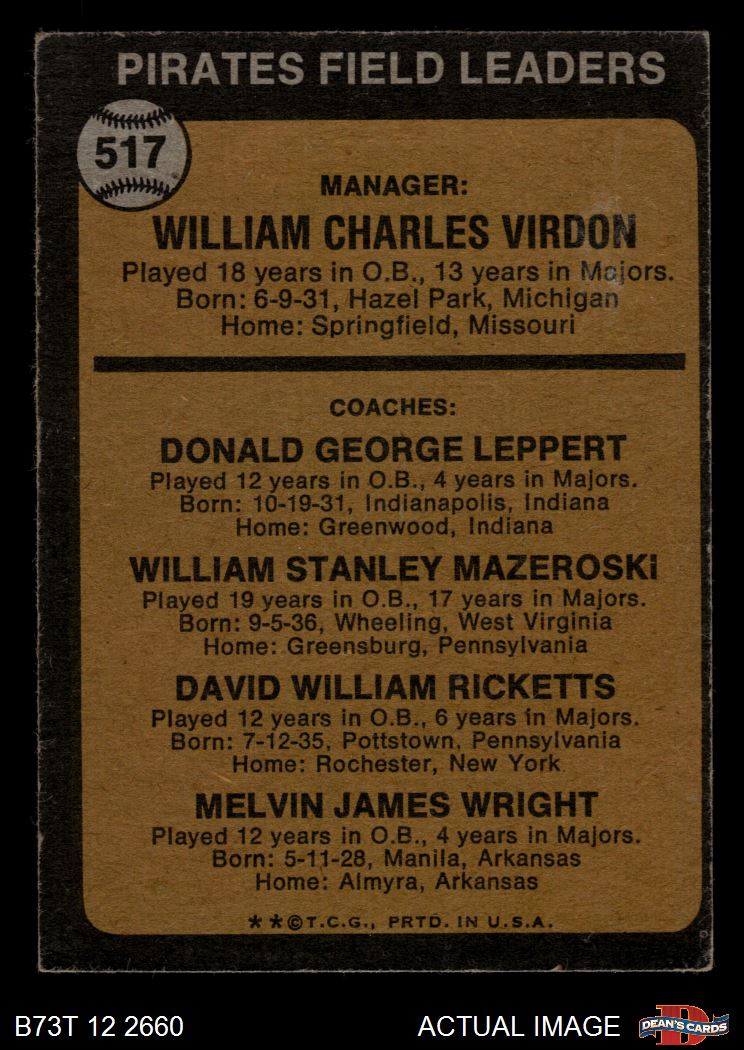 PIRATES FIELD LEADERS
517
MANAGER:
WILLIAM CHARLES VIRDON
Played 18 years in O.B., 13 years in Majors.
Born: 6-9-31, Hazel Park, Michigan
Home: Springfield, Missouri
COACHES:
DONALD GEORGE LEPPERT
Played 12 years in O.B., 4 years in Majors.
Born: 10-19-31, Indianapolis, Indiana
Home: Greenwood, Indiana
WILLIAM STANLEY MAZEROSKi
Played 19 years in O.B., 17 years in Majors.
Born: 9-5-36, Wheeling, West Virginia
Home: Greensburg, Pennsylvania
DAVID WILLIAM RICKETTS
Played 12 years in O.B., 6 years in Majors.
Born: 7-12-35, Pottstown, Pennsylvania
Home: Rochester, New York
MELVIN JAMES WRIGHT
Played 12 years in O.B., 4 years in Majors.
Born: 5-11-28, Manila, Arkansas
Home: Almyra, Arkansas
**©T.C.G., PRTD. IN U.S.A.
B73T 12 2660 ACTUAL IMAGE D DEAN'S CARDS